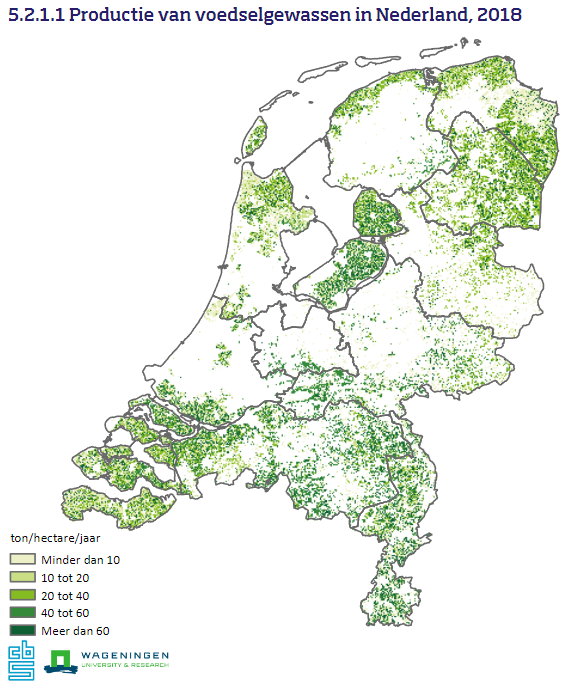 5.2.1.1 Productie van voedselgewassen in Nederland, 2018
ton/hectare/jaar
Minder dan 10
10 tot 20
20 tot 40
40 tot 60
Meer dan 60
cbs
WAGENINGEN
UNIVERSITY & RESEARCH